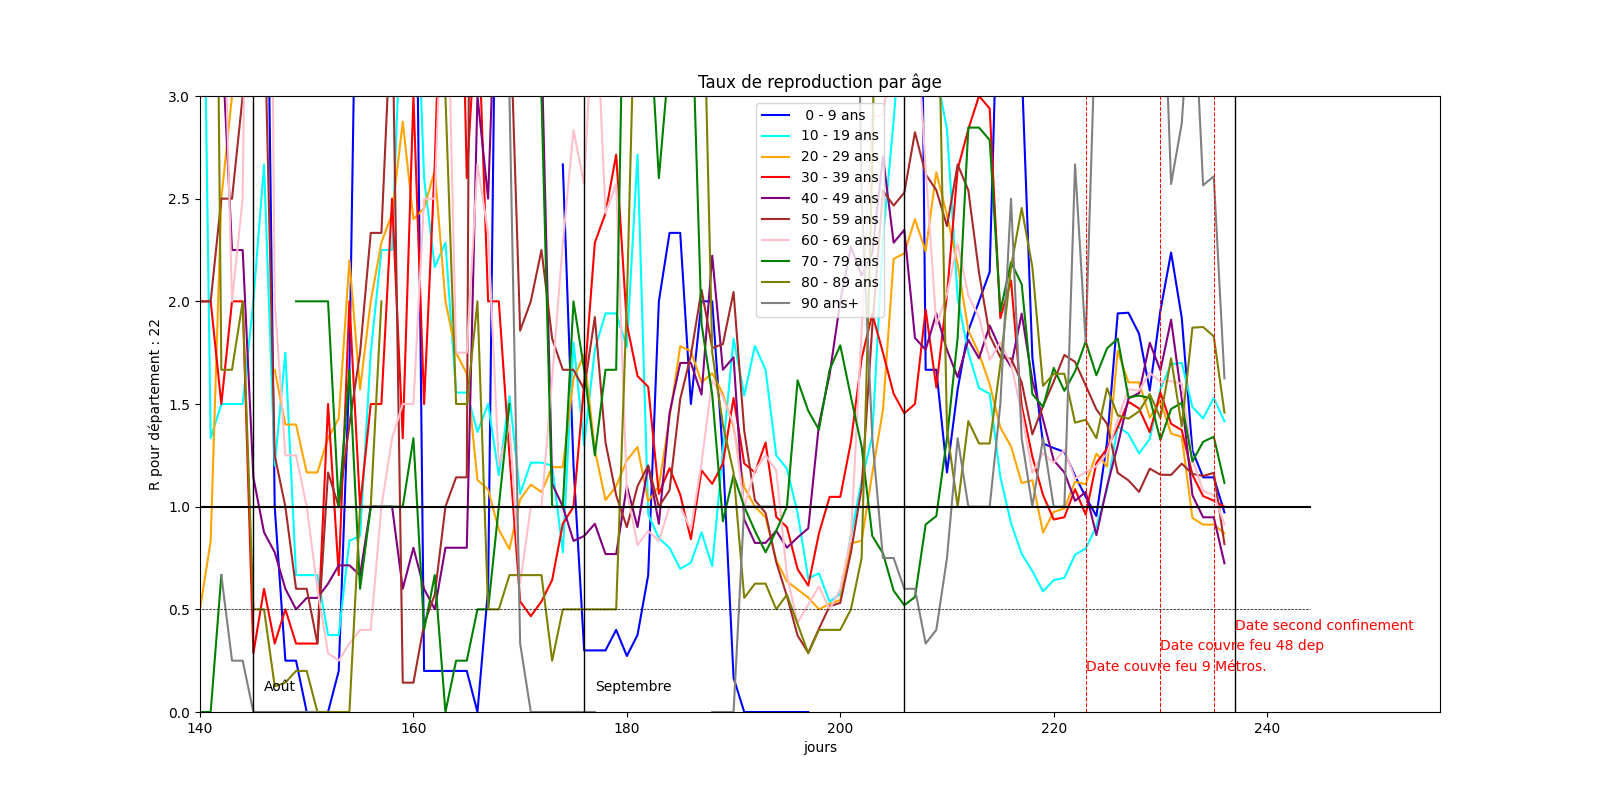 Taux de reproduction par âge
R pour département : 22
3.0
2.5
2.0
1.5
1.0
0.5
0.0
0 - 9 ans
10 - 19 ans
20 - 29 ans
30 - 39 ans
40 - 49 ans
50 - 59 ans
60 - 69 ans
70 - 79 ans
80 - 89 ans
90 ans+
Date second confinement
Date couvre feu 48 dep
Date couvre feu 9 Métros.
Août
Septembre
140
160
180
200
220
240
jours